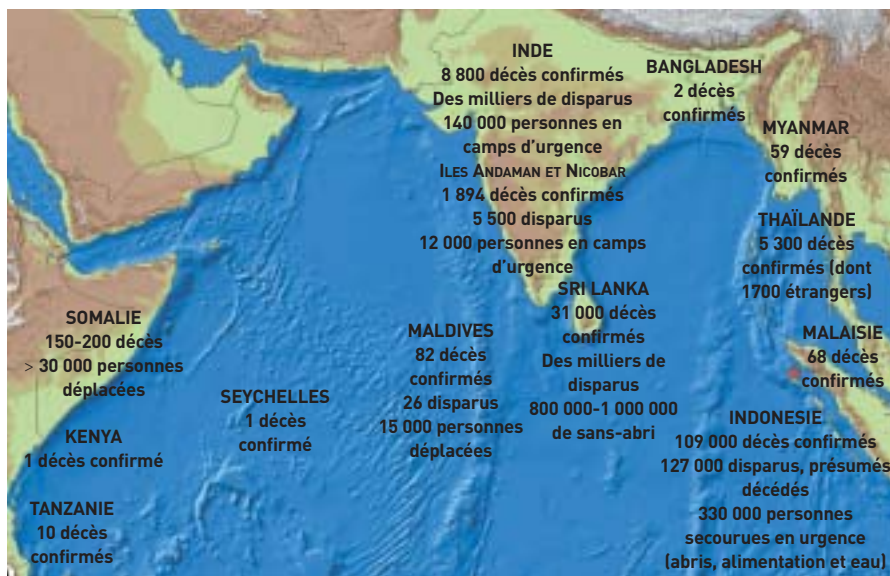 INDE
8 800 décès confirmés
Des milliers de disparus
140 000 personnes en
camps d'urgence
ILES ANDAMAN ET NICOBAR
1 894 décès confirmés
5 500 disparus
12 000 personnes en camps
d'urgence
BANGLADESH
2 décès
confirmés
MYANMAR
59 décès
confirmés
THAÏLANDE
5 300 décès
confirmés (dont
1700 étrangers)
SRI LANKA
31 000 décès
confirmés
Des milliers de
disparus
800 000-1 000 000
de sans-abri
MALAISIE
68 décès
confirmés
SOMALIE
150-200 décès
> 30 000 personnes
déplacées
MALDIVES
82 décès
confirmés
26 disparus
15 000 personnes
déplacées
SEYCHELLES
1 décès
confirmé
KENYA
1 décès confirmé
TANZANIE
10 décès
confirmés
INDONESIE
109 000 décès confirmés
127 000 disparus, présumés
décédés
330 000 personnes
secourues en urgence
(abris, alimentation et eau)